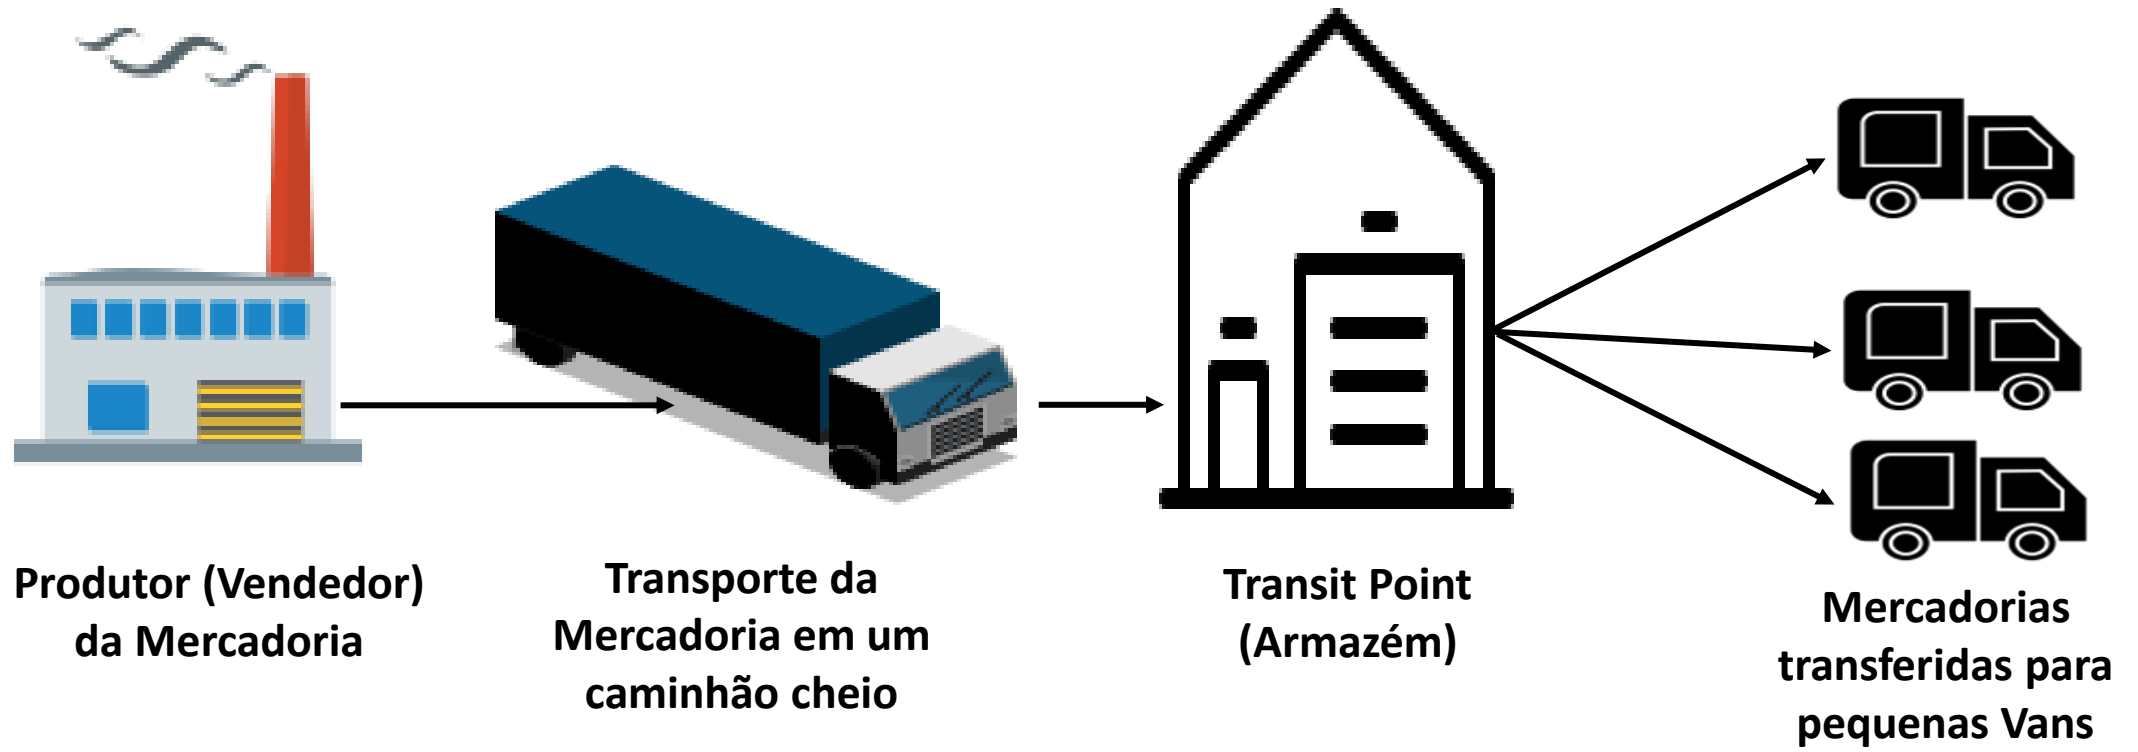 Produtor (Vendedor)
da Mercadoria
Transporte da
Mercadoria em um
caminhão cheio
Transit Point
(Armazém)
Mercadorias
transferidas para
pequenas Vans